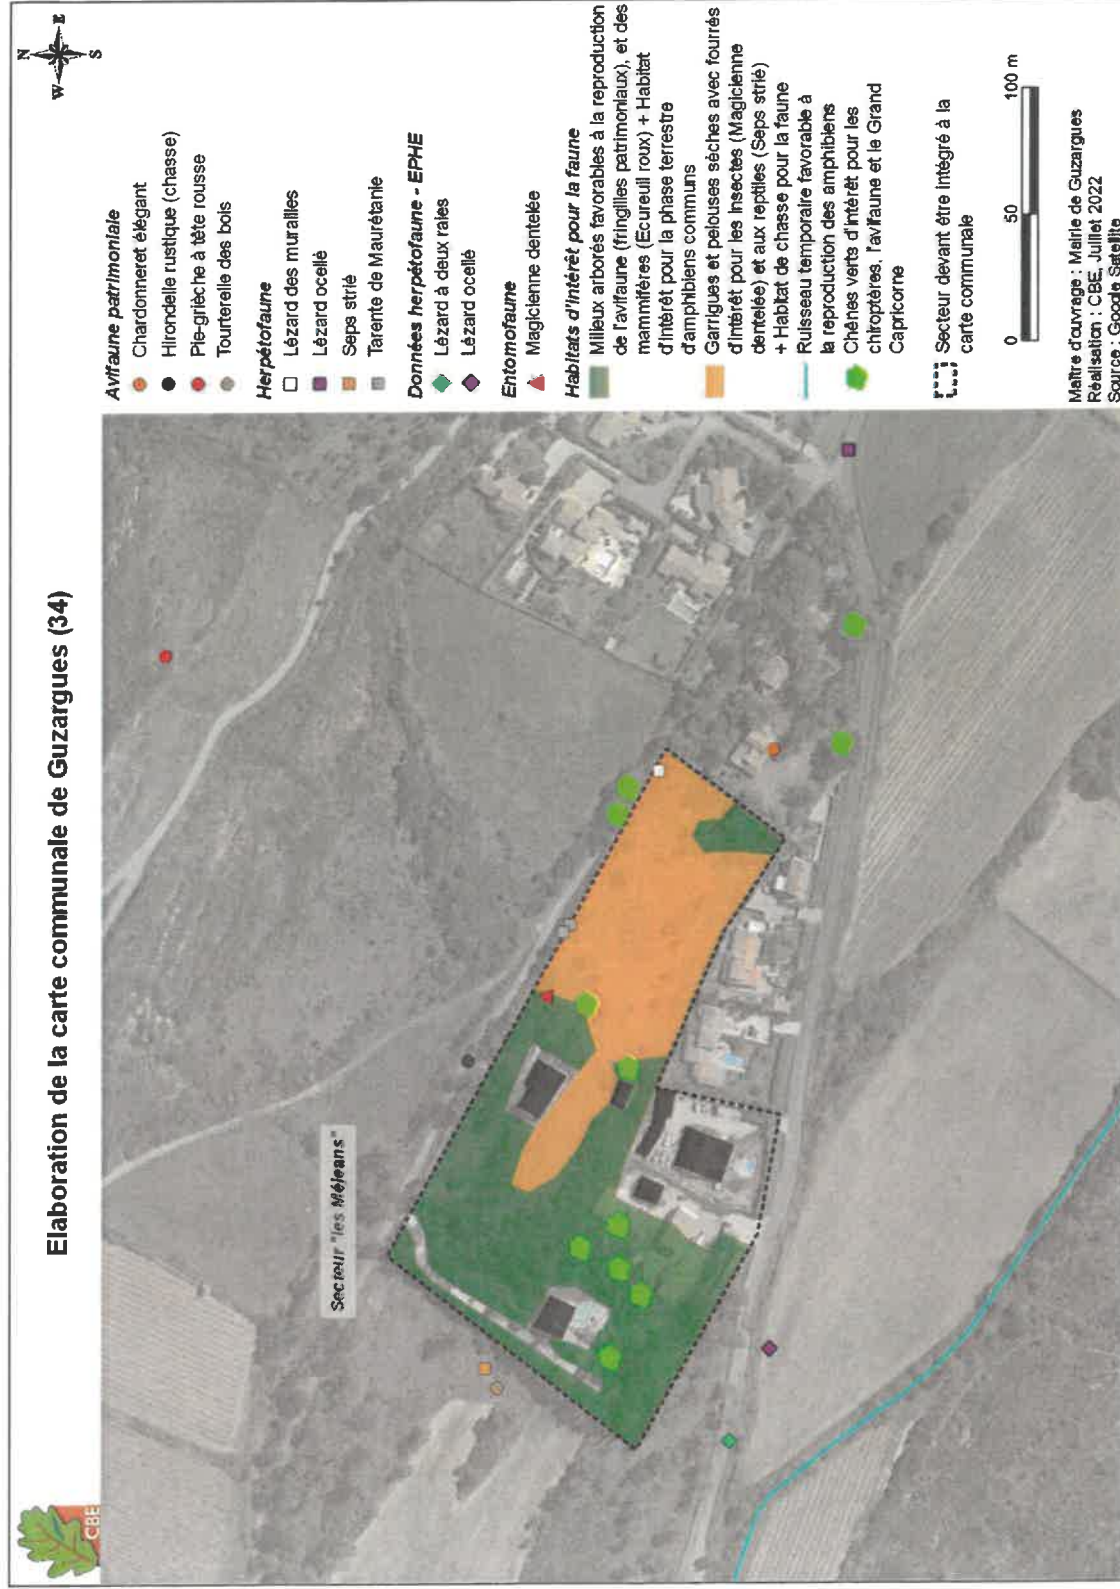 Elaboration de la carte communale de Guzargues (34)
CBE
N
W
E
S
Secteur "les Méjeans"
Avifaune patrimoniale
Chardonneret élégant
Hirondelle rustique (chasse)
Pie-grièche à tête rousse
Tourterelle des bois
Herpétofaune
Lézard des murailles
Lézard ocellé
Seps strié
Tarente de Maurétanie
Données herpétofaune - EPHE
Lézard à deux raies
Lézard ocellé
Entomofaune
Magicienne dentelée
Habitats d'intérêt pour la faune
Milieux arborés favorables à la reproduction
de l'avifaune (fringilles patrimoniaux), et des
mammifères (Ecureuil roux) + Habitat
d'intérêt pour la phase terrestre
d'amphibiens communs
Garrigues et pelouses sèches avec fourrés
d'intérêt pour les insectes (Magicienne
dentelée) et aux reptiles (Seps strié)
+ Habitat de chasse pour la faune
Ruisseau temporaire favorable à
la reproduction des amphibiens
Chênes verts d'intérêt pour les
chiroptères, l'avifaune et le Grand
Capricorne
Secteur devant être intégré à la
carte communale
0 50 100 m
Maître d'ouvrage : Mairie de Guzargues
Réalisation : CBE, Juillet 2022
Source : Google Satellite